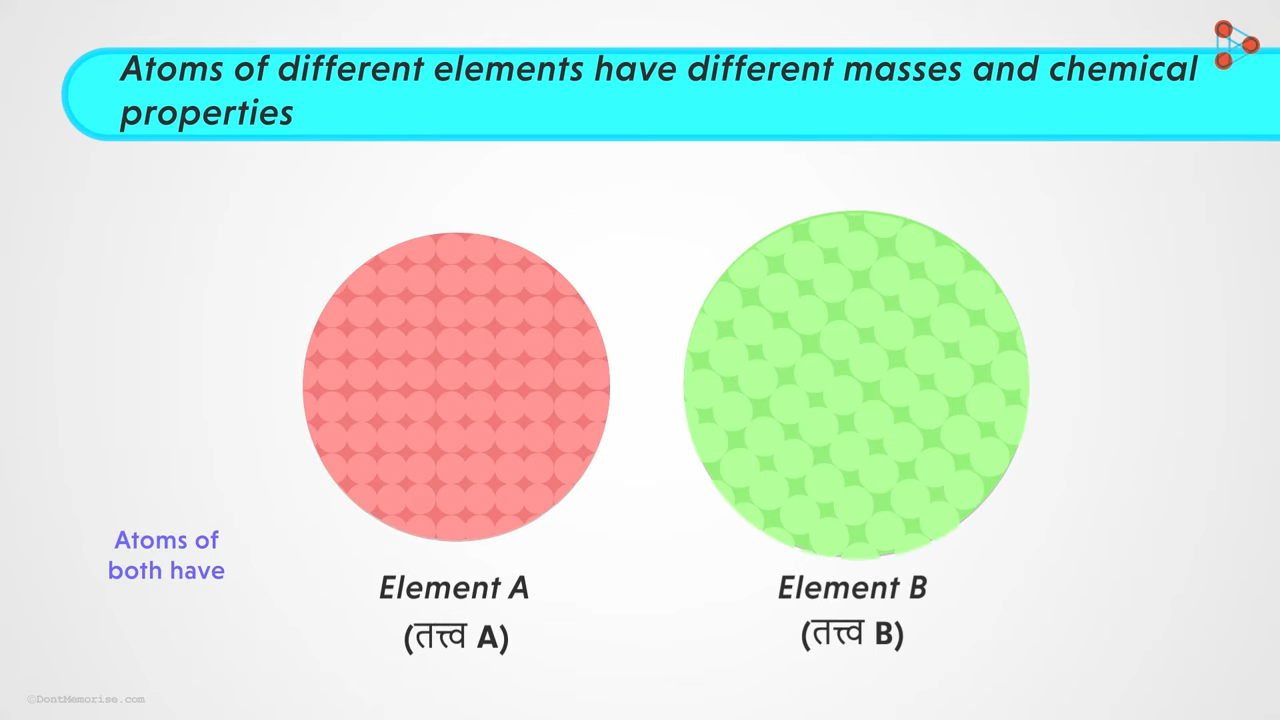 Atoms of different elements have different masses and chemical
properties
Atoms of
both have
Element A
(तत्त्व A)
Element B
(तत्त्व B)
©DontMemorise.com